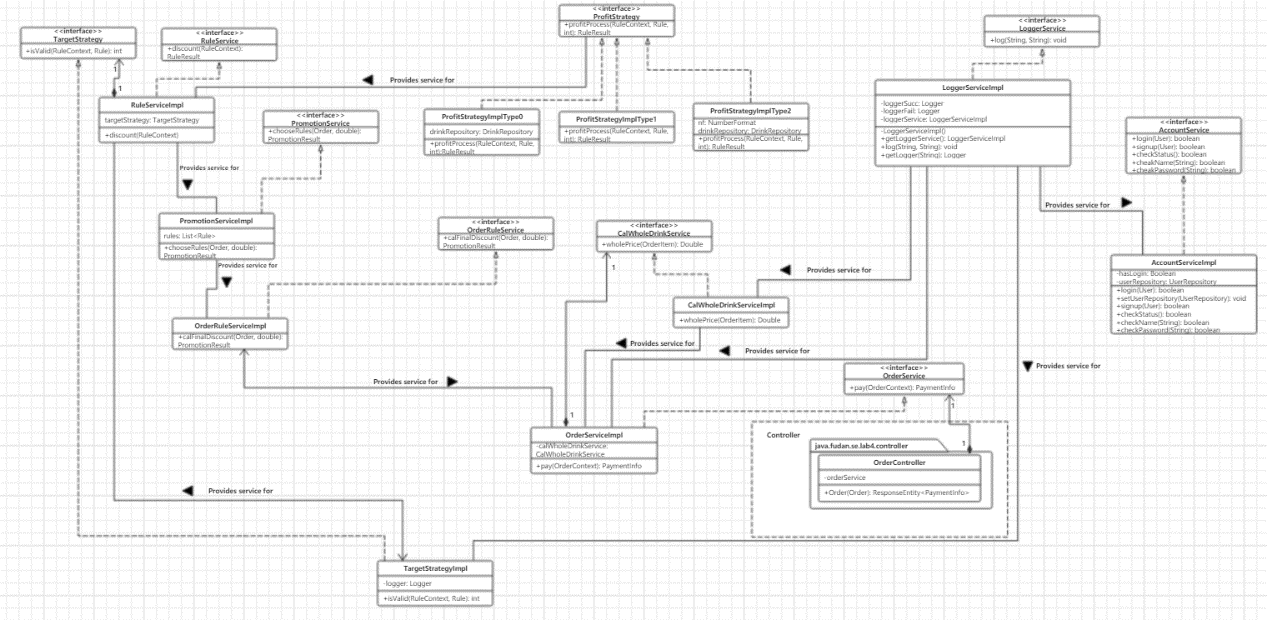 <<interface>>
TargetStrategy
+isValid(RuleContext, Rule): int
<<interface>>
RuleService
+discount(RuleContext):
RuleResult
<<interface>>
ProfitStrategy
+profitProcess(RuleContext, Rule,
int): RuleResult
<<interface>>
LoggerService
+log(String, String): void
Provides service for
RuleServiceImpl
targetStrategy: TargetStrategy
+discount(RuleContext)
1
1
<<interface>>
PromotionService
+chooseRules(Order, double):
PromotionResult
ProfitStrategyImplType0
drinkRepository: DrinkRepository
+profitProcess(RuleContext, Rule,
int):RuleResult
ProfitStrategyImplType1
+profitProcess(RuleContext, Rule,
int): RuleResult
ProfitStrategyImplType2
nf: NumberFormat
drinkRepository: DrinkRepository
+profitProcess(RuleContext, Rule,
int): RuleResult
LoggerServiceImpl
-loggerSucc: Logger
-loggerFail: Logger
-loggerService: LoggerServiceImpl
-LoggerServiceImpl()
+getLoggerService(): LoggerServiceImpl
+log(String, String): void
+getLogger(String): Logger
<<interface>>
AccountService
+login(User): boolean
+signup(User): boolean
+checkStatus(): boolean
+cheakName(String): boolean
+cheakPassword(String): boolean
Provides service for
Provides service for
PromotionServiceImpl
rules: List<Rule>
+chooseRules(Order, double):
PromotionResult
<<interface>>
OrderRuleService
+calFinalDiscount(Order, double):
PromotionResult
<<interface>>
CalWholeDrinkService
+wholePrice(OrderItem): Double
1
Provides service for
Provides service for
AccountServiceImpl
-hasLogin: Boolean
-userRepository: UserRepository
+login(User): boolean
+setUserRepository(UserRepository): void
+signup(User): boolean
+checkStatus(): boolean
+checkName(String): boolean
+checkPassword(String): boolean
CalWholeDrinkServiceImpl
+wholePrice(OrderItem): Double
OrderRuleServiceImpl
+calFinalDiscount(Order, double):
PromotionResult
Provides service for
Provides service for
Provides service for
<<interface>>
OrderService
+pay(OrderContext): PaymentInfo
Provides service for
1
1
1
OrderServiceImpl
-calWholeDrinkService:
CalWholeDrinkService
+pay(OrderContext): PaymentInfo
Controller
java.fudan.se.lab4.controller
OrderController
-orderService
+Order(Order): ResponseEntity<PaymentInfo>
Provides service for
TargetStrategyImpl
-logger: Logger
+isValid(RuleContext, Rule): int